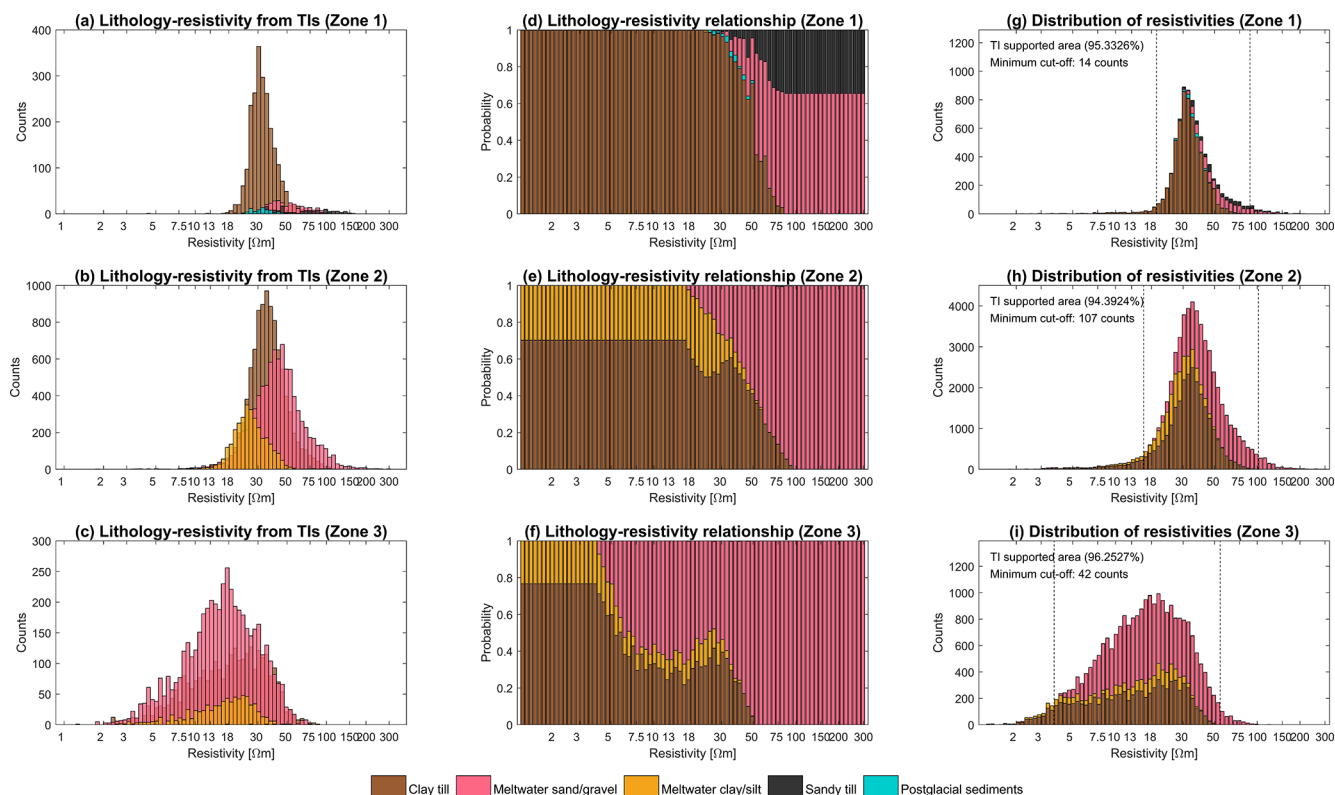 (a) Lithology-resistivity from TIs (Zone 1)
400
300
200
100
0
Counts
1 2 3 5 7.5 10 13 18 30 50 75 100 150 200 300
Resistivity [Ωm]
(d) Lithology-resistivity relationship (Zone 1)
1
0.8
0.6
0.4
0.2
0
Probability
1 2 3 5 7.5 10 13 18 30 50 75 100 150 200 300
Resistivity [Ωm]
(g) Distribution of resistivities (Zone 1)
TI supported area (95.3326%)
Minimum cut-off: 14 counts
1200
1000
800
600
400
200
0
Counts
2 3 5 7.5 10 13 18 30 50 75 100 150 200 300
Resistivity [Ωm]
(b) Lithology-resistivity from TIs (Zone 2)
1000
800
600
400
200
0
Counts
1 2 3 5 7.5 10 13 18 30 50 75 100 150 200 300
Resistivity [Ωm]
(e) Lithology-resistivity relationship (Zone 2)
1
0.8
0.6
0.4
0.2
0
Probability
1 2 3 5 7.5 10 13 18 30 50 75 100 150 200 300
Resistivity [Ωm]
(h) Distribution of resistivities (Zone 2)
TI supported area (94.3924%)
Minimum cut-off: 107 counts
4000
3000
2000
1000
0
Counts
2 3 5 7.5 10 13 18 30 50 75 100 150 200 300
Resistivity [Ωm]
(c) Lithology-resistivity from TIs (Zone 3)
300
250
200
150
100
50
0
Counts
1 2 3 5 7.5 10 13 18 30 50 75 100 150 200 300
Resistivity [Ωm]
(f) Lithology-resistivity relationship (Zone 3)
1
0.8
0.6
0.4
0.2
0
Probability
1 2 3 5 7.5 10 13 18 30 50 75 100 150 200 300
Resistivity [Ωm]
(i) Distribution of resistivities (Zone 3)
TI supported area (96.2527%)
Minimum cut-off: 42 counts
1200
1000
800
600
400
200
0
Counts
2 3 5 7.5 10 13 18 30 50 75 100 150 200 300
Resistivity [Ωm]
Clay till Meltwater sand/gravel Meltwater clay/silt Sandy till Postglacial sediments